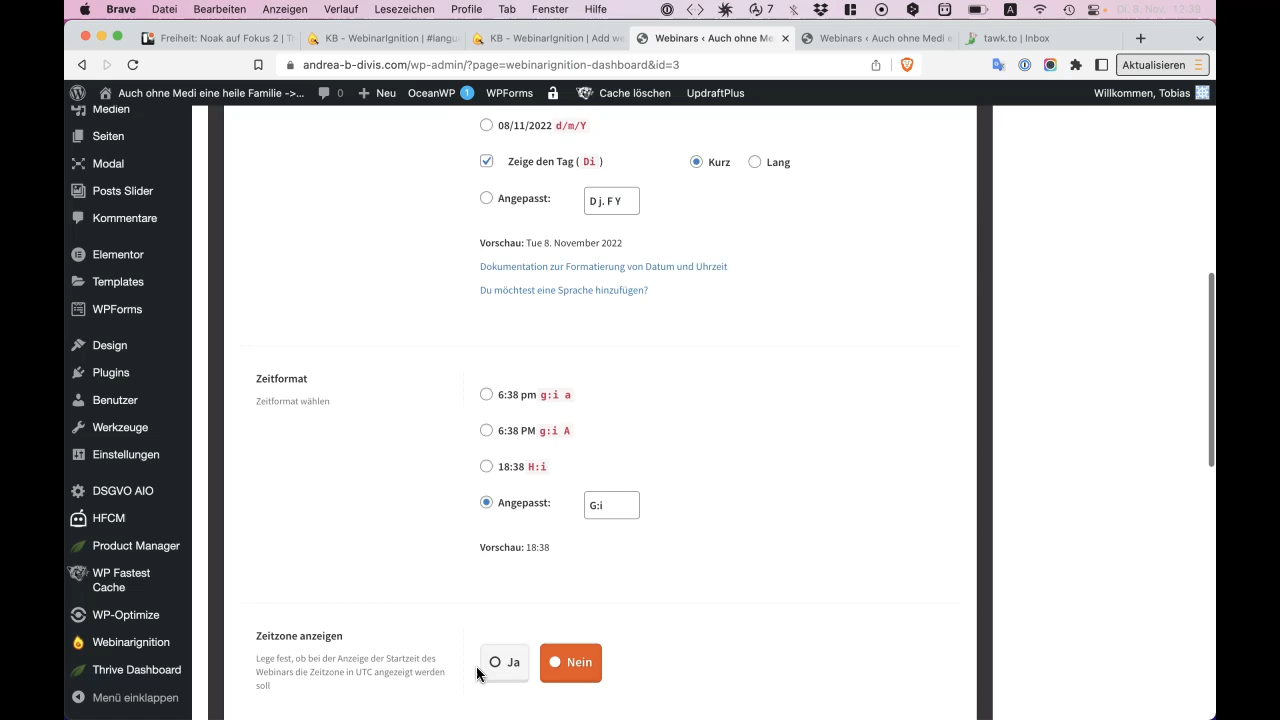 Brave Datei Bearbeiten Anzeigen Verlauf Lesezeichen Profile Tab Fenster Hilfe 7 A Di. 8. Nov. 12:38
Freiheit: Noak auf Fokus 2 | Tr
KB - WebinarIgnition | #langu
KB - WebinarIgnition | Add we
Webinars ‹ Auch ohne Me
Webinars ‹ Auch ohne Medi e
tawk.to | Inbox
andrea-b-divis.com/wp-admin/?page=webinarignition-dashboard&id=3
Aktualisieren
Auch ohne Medi eine heile Familie ->... 0 Neu OceanWP 1 WPForms Cache löschen UpdraftPlus Willkommen, Tobias
Medien
Seiten
Modal
Posts Slider
Kommentare
Elementor
Templates
WPForms
Design
Plugins
Benutzer
Werkzeuge
Einstellungen
DSGVO AIO
HFCM
Product Manager
WP Fastest
Cache
WP-Optimize
Webinarignition
Thrive Dashboard
Menü einklappen
08/11/2022 d/m/Y
Zeige den Tag ( Di ) Kurz Lang
Angepasst: D j. F Y
Vorschau: Tue 8. November 2022
Dokumentation zur Formatierung von Datum und Uhrzeit
Du möchtest eine Sprache hinzufügen?
Zeitformat
Zeitformat wählen
6:38 pm g:i a
6:38 PM g:i A
18:38 H:i
Angepasst: G:i
Vorschau: 18:38
Zeitzone anzeigen
Lege fest, ob bei der Anzeige der Startzeit des
Webinars die Zeitzone in UTC angezeigt werden
soll
Ja Nein